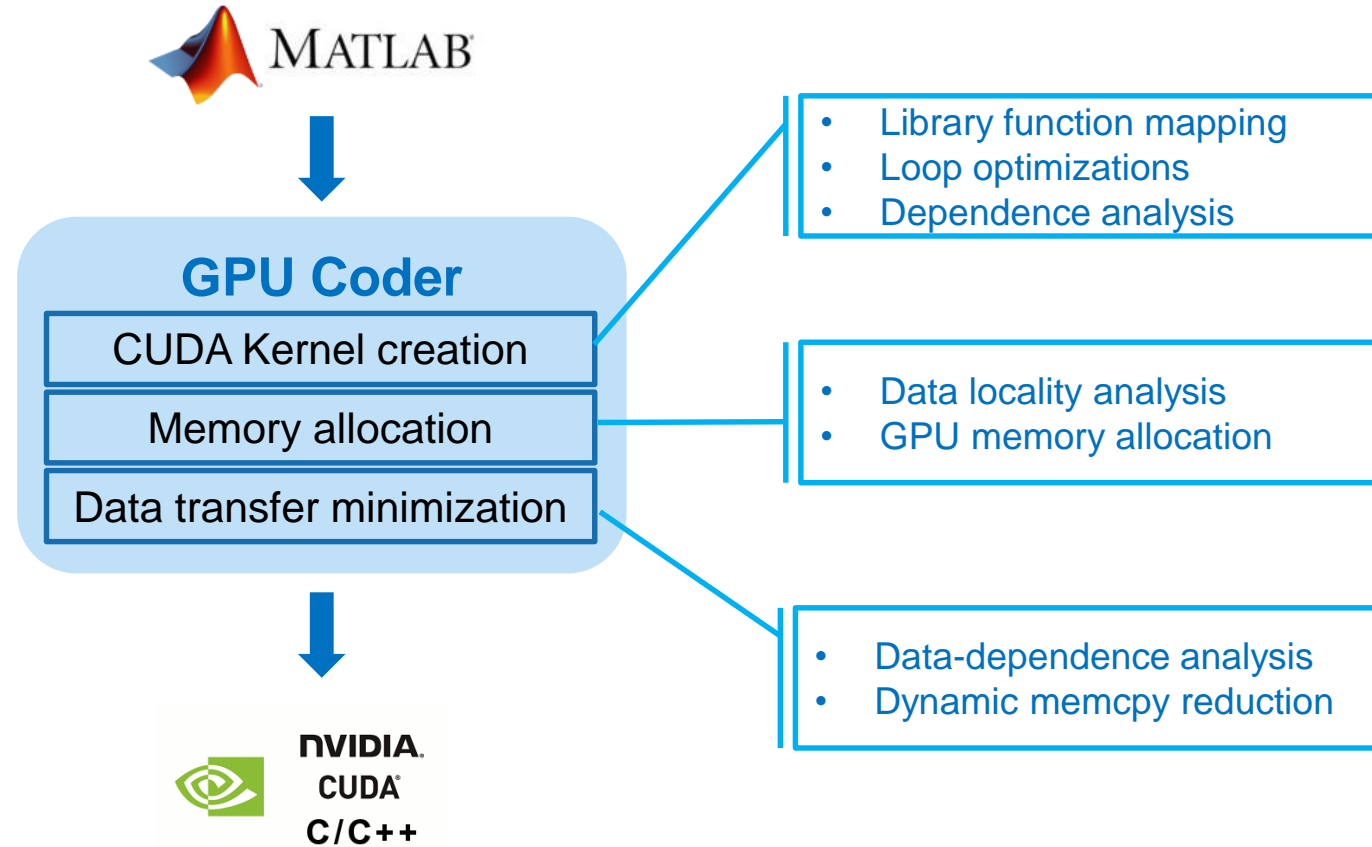 MATLAB®
GPU Coder
CUDA Kernel creation
Memory allocation
Data transfer minimization
• Library function mapping
• Loop optimizations
• Dependence analysis
• Data locality analysis
• GPU memory allocation
• Data-dependence analysis
• Dynamic memcpy reduction
NVIDIA.
CUDA®
C/C++